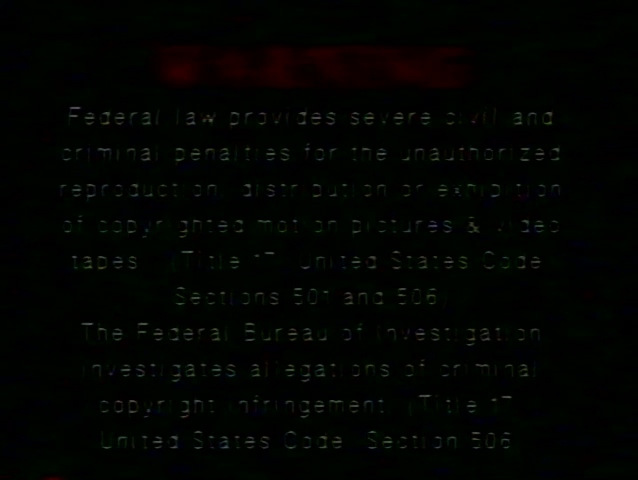 WARNING
Federal law provides severe civil and
criminal penalties for the unauthorized
reproduction, distribution or exhibition
of copyrighted motion pictures & video
tapes. (Title 17, United States Code,
Sections 501 and 506)
The Federal Bureau of Investigation
investigates allegations of criminal
copyright infringement. (Title 17,
United States Code, Section 506